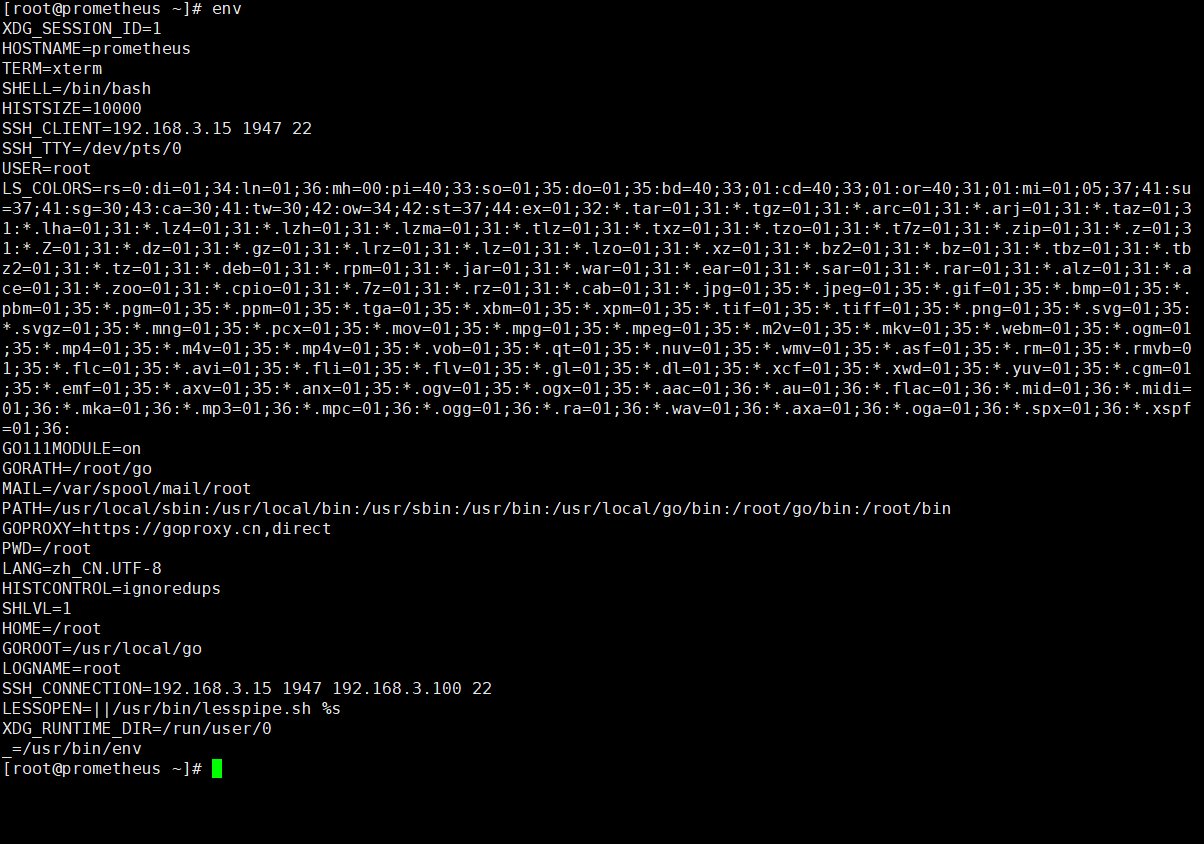 [root@prometheus ~]# env
XDG_SESSION_ID=1
HOSTNAME=prometheus
TERM=xterm
SHELL=/bin/bash
HISTSIZE=10000
SSH_CLIENT=192.168.3.15 1947 22
SSH_TTY=/dev/pts/0
USER=root
LS_COLORS=rs=0:di=01;34:ln=01;36:mh=00:pi=40;33:so=01;35:do=01;35:bd=40;33;01:cd=40;33;01:or=40;31;01:mi=01;05;37;41:su
=37;41:sg=30;43:ca=30;41:tw=30;42:ow=34;42:st=37;44:ex=01;32:*.tar=01;31:*.tgz=01;31:*.arc=01;31:*.arj=01;31:*.taz=01;3
1:*.lha=01;31:*.lz4=01;31:*.lzh=01;31:*.lzma=01;31:*.tlz=01;31:*.txz=01;31:*.tzo=01;31:*.t7z=01;31:*.zip=01;31:*.z=01;3
1:*.Z=01;31:*.dz=01;31:*.gz=01;31:*.lrz=01;31:*.lz=01;31:*.lzo=01;31:*.xz=01;31:*.bz2=01;31:*.bz=01;31:*.tbz=01;31:*.tb
z2=01;31:*.tz=01;31:*.deb=01;31:*.rpm=01;31:*.jar=01;31:*.war=01;31:*.ear=01;31:*.sar=01;31:*.rar=01;31:*.alz=01;31:*.a
ce=01;31:*.zoo=01;31:*.cpio=01;31:*.7z=01;31:*.rz=01;31:*.cab=01;31:*.jpg=01;35:*.jpeg=01;35:*.gif=01;35:*.bmp=01;35:*.
pbm=01;35:*.pgm=01;35:*.ppm=01;35:*.tga=01;35:*.xbm=01;35:*.xpm=01;35:*.tif=01;35:*.tiff=01;35:*.png=01;35:*.svg=01;35:
*.svgz=01;35:*.mng=01;35:*.pcx=01;35:*.mov=01;35:*.mpg=01;35:*.mpeg=01;35:*.m2v=01;35:*.mkv=01;35:*.webm=01;35:*.ogm=01
;35:*.mp4=01;35:*.m4v=01;35:*.mp4v=01;35:*.vob=01;35:*.qt=01;35:*.nuv=01;35:*.wmv=01;35:*.asf=01;35:*.rm=01;35:*.rmvb=0
1;35:*.flc=01;35:*.avi=01;35:*.fli=01;35:*.flv=01;35:*.gl=01;35:*.dl=01;35:*.xcf=01;35:*.xwd=01;35:*.yuv=01;35:*.cgm=01
;35:*.emf=01;35:*.axv=01;35:*.anx=01;35:*.ogv=01;35:*.ogx=01;35:*.aac=01;36:*.au=01;36:*.flac=01;36:*.mid=01;36:*.midi=
01;36:*.mka=01;36:*.mp3=01;36:*.mpc=01;36:*.ogg=01;36:*.ra=01;36:*.wav=01;36:*.axa=01;36:*.oga=01;36:*.spx=01;36:*.xspf
=01;36:
GO111MODULE=on
GORATH=/root/go
MAIL=/var/spool/mail/root
PATH=/usr/local/sbin:/usr/local/bin:/usr/sbin:/usr/bin:/usr/local/go/bin:/root/go/bin:/root/bin
GOPROXY=https://goproxy.cn,direct
PWD=/root
LANG=zh_CN.UTF-8
HISTCONTROL=ignoredups
SHLVL=1
HOME=/root
GOROOT=/usr/local/go
LOGNAME=root
SSH_CONNECTION=192.168.3.15 1947 192.168.3.100 22
LESSOPEN=||/usr/bin/lesspipe.sh %s
XDG_RUNTIME_DIR=/run/user/0
_=/usr/bin/env
[root@prometheus ~]#